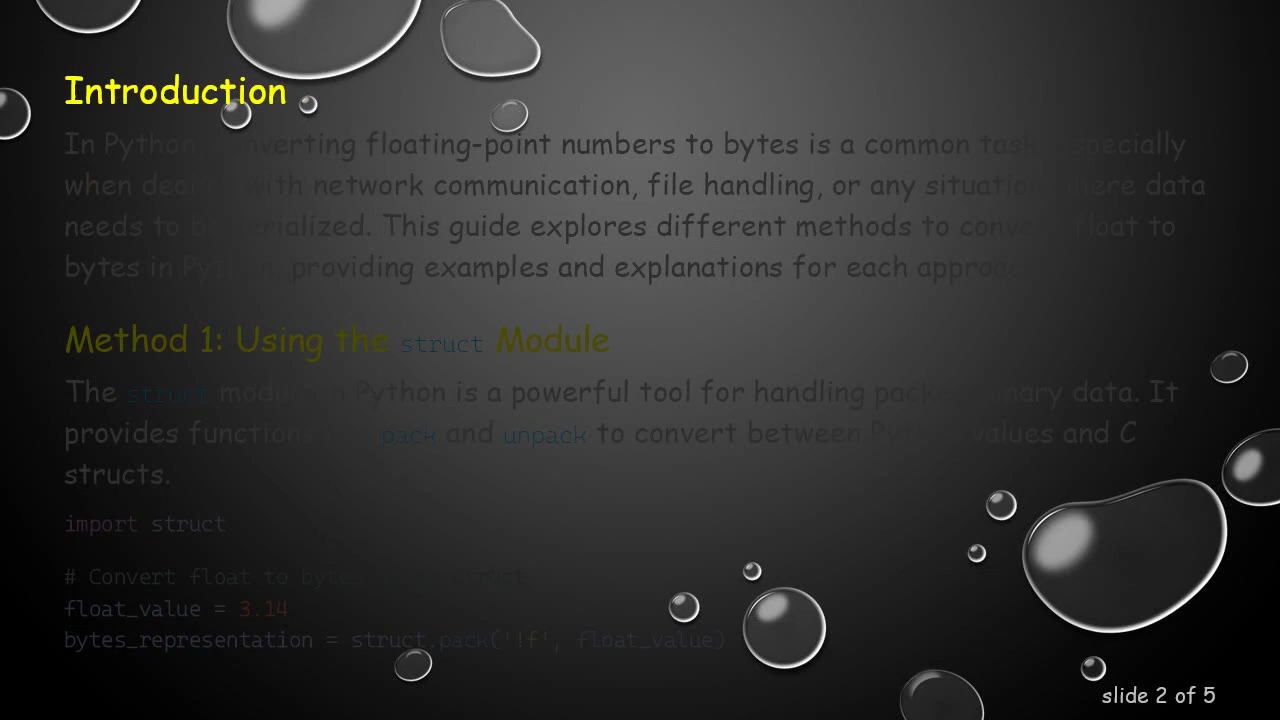 Introduction
In Python, converting floating-point numbers to bytes is a common task, especially
when dealing with network communication, file handling, or any situation where data
needs to be serialized. This guide explores different methods to convert float to
bytes in Python, providing examples and explanations for each approach.
Method 1: Using the struct Module
The struct module in Python is a powerful tool for handling packed binary data. It
provides functions pack and unpack to convert between Python values and C
structs.
import struct
# Convert float to bytes struct
float_value = 3.14
bytes_representation = struct.pack('!f', float_value)
slide 2 of 5